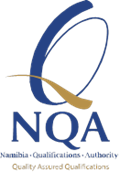 NQA
Namibia · Qualifications · Authority
Quality Assured Qualifications